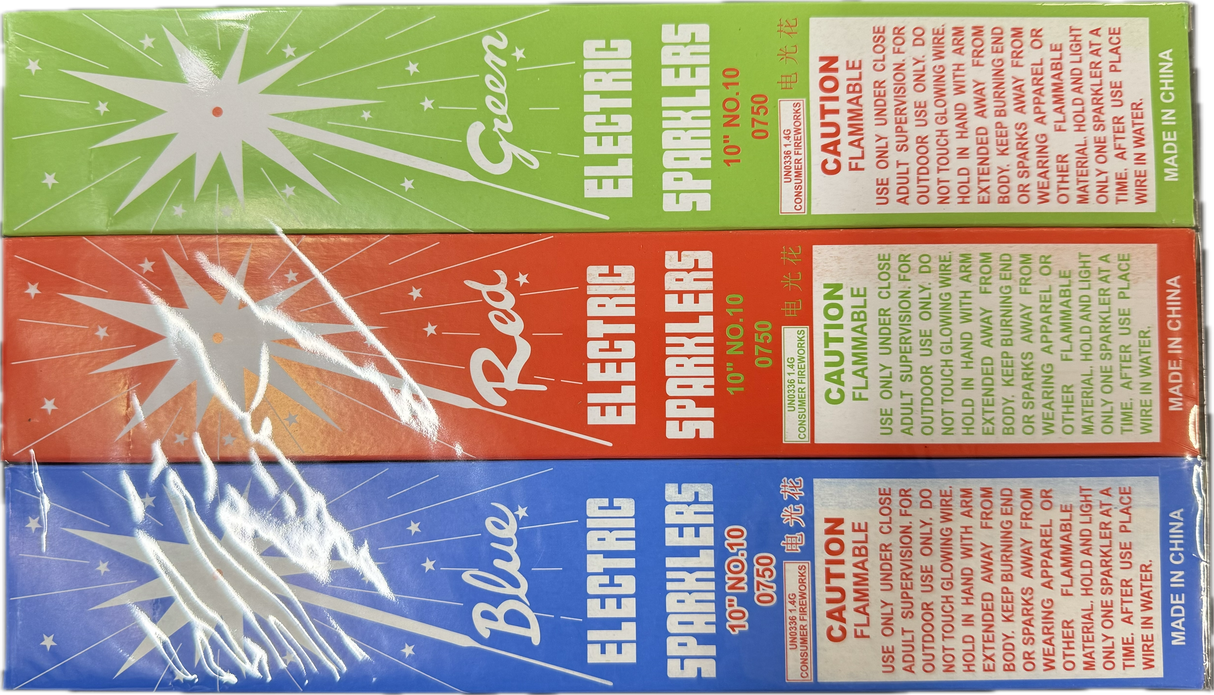 Green
ELECTRIC
SPARKLERS
10" NO.10
0750
电光花
UN0336 1.4G
CONSUMER FIREWORKS
CAUTION
FLAMMABLE
USE ONLY UNDER CLOSE
ADULT SUPERVISION. FOR
OUTDOOR USE ONLY. DO
NOT TOUCH GLOWING WIRE.
HOLD IN HAND WITH ARM
EXTENDED AWAY FROM
BODY. KEEP BURNING END
OR SPARKS AWAY FROM
WEARING APPAREL OR
OTHER FLAMMABLE
MATERIAL. HOLD AND LIGHT
ONLY ONE SPARKLER AT A
TIME. AFTER USE PLACE
WIRE IN WATER.
MADE IN CHINA
Red
ELECTRIC
SPARKLERS
10" NO.10
0750
电光花
UN0336 1.4G
CONSUMER FIREWORKS
CAUTION
FLAMMABLE
USE ONLY UNDER CLOSE
ADULT SUPERVISION. FOR
OUTDOOR USE ONLY. DO
NOT TOUCH GLOWING WIRE.
HOLD IN HAND WITH ARM
EXTENDED AWAY FROM
BODY. KEEP BURNING END
OR SPARKS AWAY FROM
WEARING APPAREL OR
OTHER FLAMMABLE
MATERIAL. HOLD AND LIGHT
ONLY ONE SPARKLER AT A
TIME. AFTER USE PLACE
WIRE IN WATER.
MADE IN CHINA
Blue
ELECTRIC
SPARKLERS
10" NO.10
0750
电光花
UN0336 1.4G
CONSUMER FIREWORKS
CAUTION
FLAMMABLE
USE ONLY UNDER CLOSE
ADULT SUPERVISION. FOR
OUTDOOR USE ONLY. DO
NOT TOUCH GLOWING WIRE.
HOLD IN HAND WITH ARM
EXTENDED AWAY FROM
BODY. KEEP BURNING END
OR SPARKS AWAY FROM
WEARING APPAREL OR
OTHER FLAMMABLE
MATERIAL. HOLD AND LIGHT
ONLY ONE SPARKLER AT A
TIME. AFTER USE PLACE
WIRE IN WATER.
MADE IN CHINA